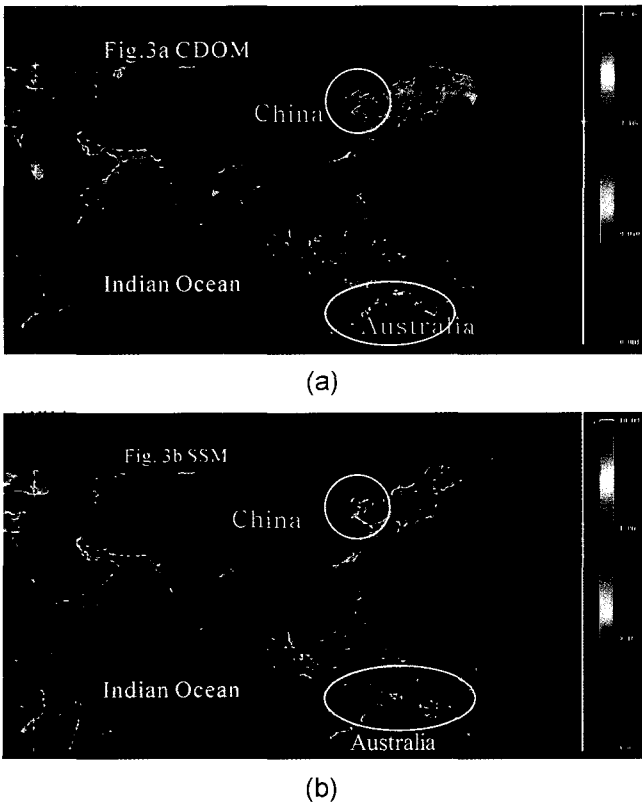 Fig.3a CDOM
China
Indian Ocean
Australia
(a)
Fig. 3b SSM
China
Indian Ocean
Australia
(b)